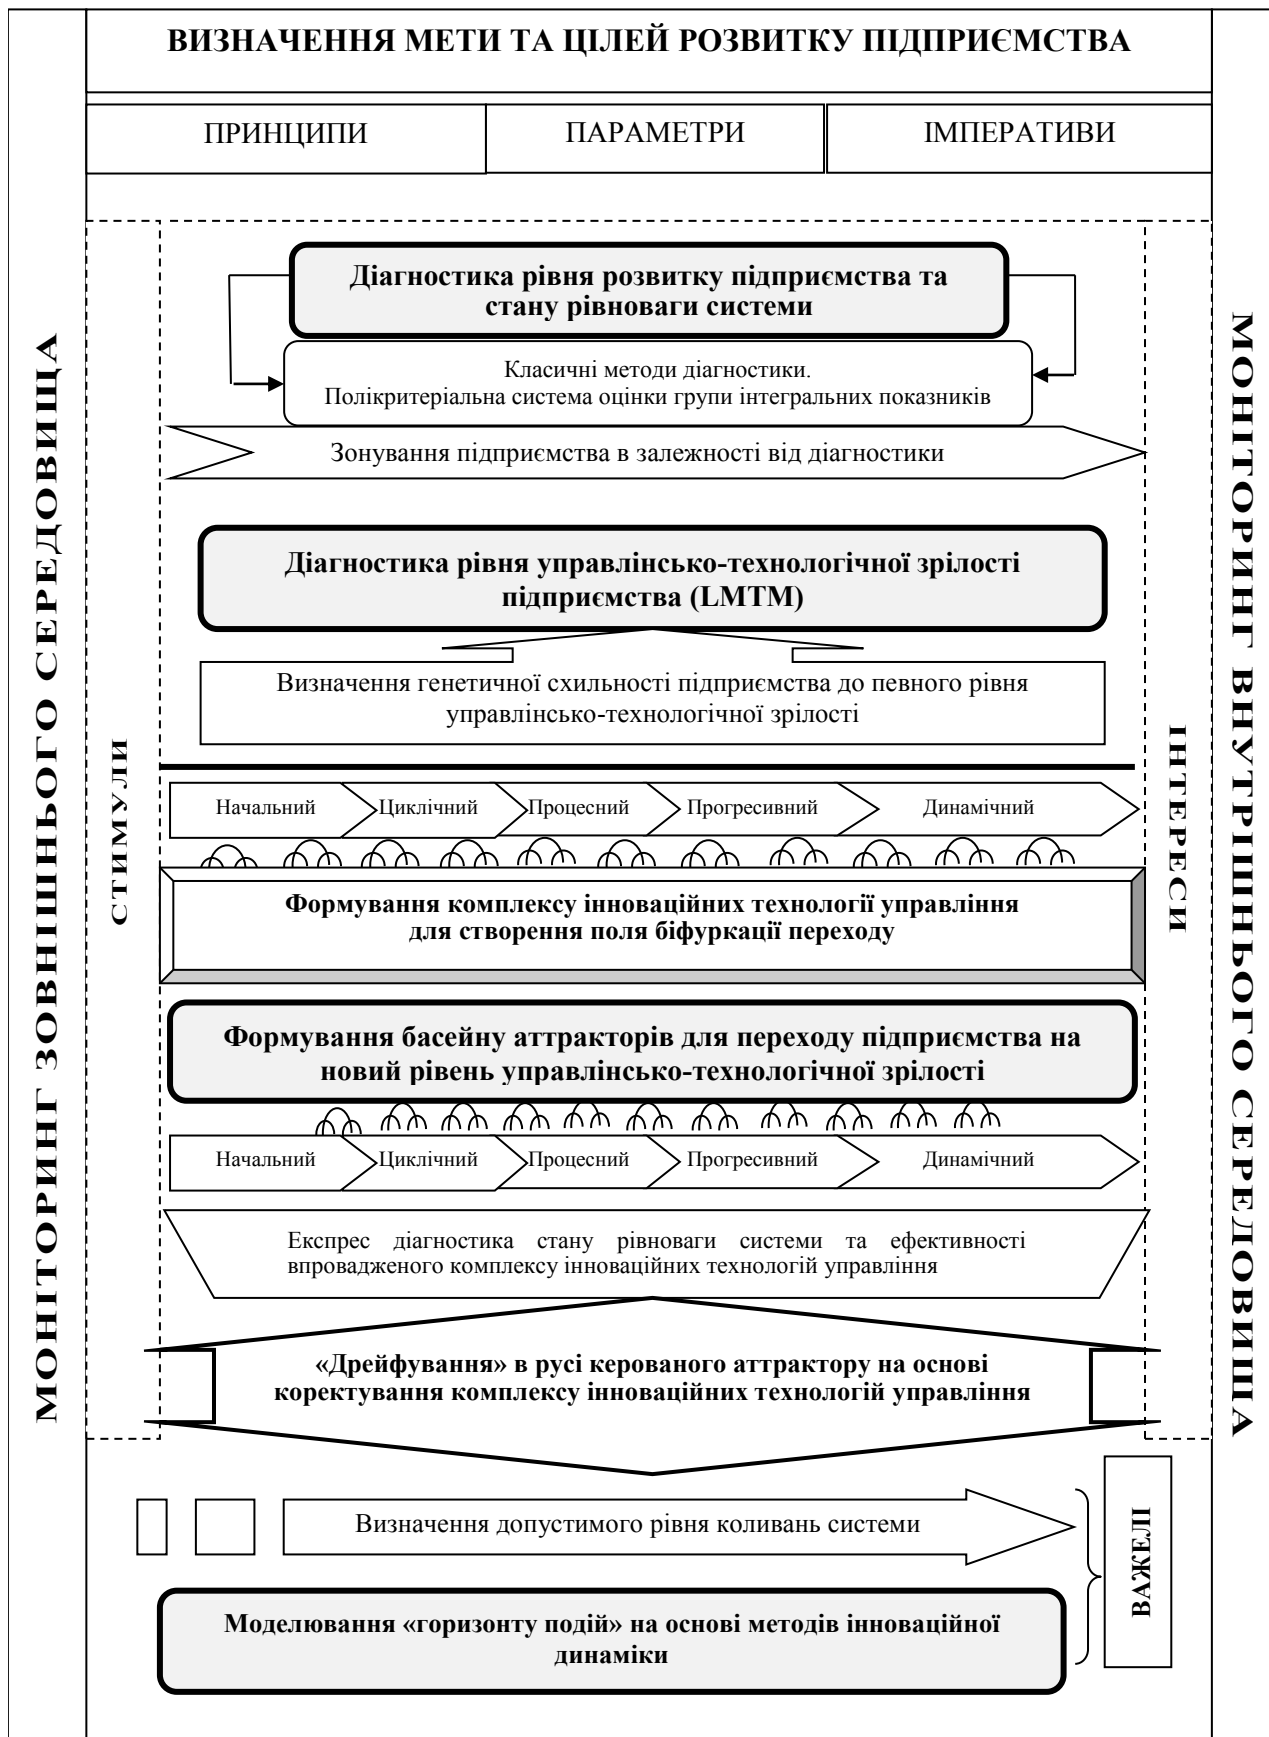 ВИЗНАЧЕННЯ МЕТИ ТА ЦІЛЕЙ РОЗВИТКУ ПІДПРИЄМСТВА
ПРИНЦИПИ
ПАРАМЕТРИ
ІМПЕРАТИВИ
МОНІТОРИНГ ЗОВНІШНЬОГО СЕРЕДОВИЩА
СТИМУЛИ
Діагностика рівня розвитку підприємства та
стану рівноваги системи
Класичні методи діагностики.
Полікритеріальна система оцінки групи інтегральних показників
Зонування підприємства в залежності від діагностики
Діагностика рівня управлінсько-технологічної зрілості
підприємства (LMTM)
Визначення генетичної схильності підприємства до певного рівня
управлінсько-технологічної зрілості
Начальний
Циклічний
Процесний
Прогресивний
Динамічний
Формування комплексу інноваційних технології управління
для створення поля біфуркації переходу
Формування басейну аттракторів для переходу підприємства на
новий рівень управлінсько-технологічної зрілості
Начальний
Циклічний
Процесний
Прогресивний
Динамічний
Експрес діагностика стану рівноваги системи та ефективності
впровадженого комплексу інноваційних технологій управління
«Дрейфування» в русі керованого аттрактору на основі
коректування комплексу інноваційних технологій управління
Визначення допустимого рівня коливань системи
Моделювання «горизонту подій» на основі методів інноваційної
динаміки
ВАЖЕЛІ
ІНТЕРЕСИ
МОНІТОРИНГ ВНУТРІШНЬОГО СЕРЕДОВИЩА